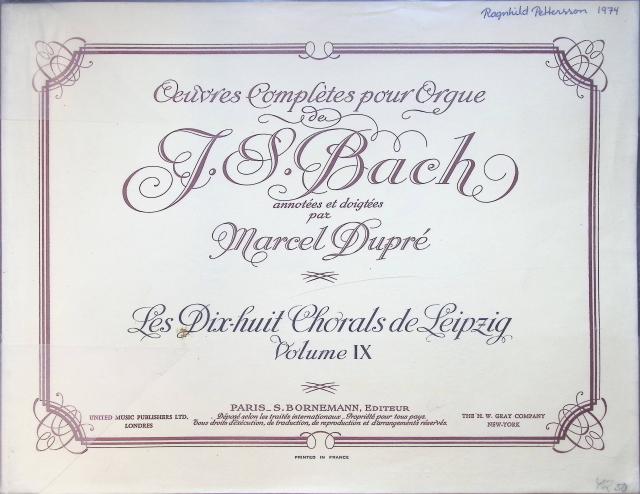 Ragnhild Pettersson 1974
Oeuvres Complètes pour Orgue
de
J. S. Bach
annotées et doigtées
par
Marcel Dupré
Les Dix-huit Chorals de Leipzig
Volume IX
PARIS_S. BORNEMANN, EDITEUR
UNITED MUSIC PUBLISHERS LTD.
LONDRES
Déposé selon les traités internationaux. Propriété pour tous pays.
Tous droits d'exécution, de traduction, de reproduction et d'arrangements réservés.
THE H. W. GRAY COMPANY
NEW-YORK
PRINTED IN FRANCE